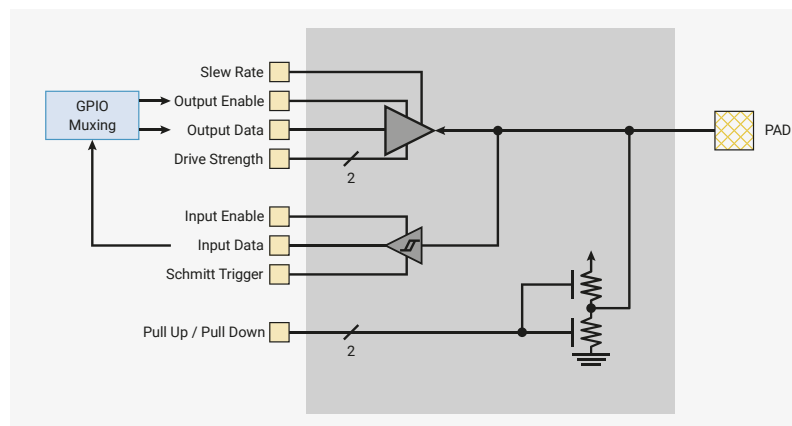 Slew Rate
GPIO
Muxing
Output Enable
Output Data
PAD
Drive Strength
2
Input Enable
Input Data
Schmitt Trigger
Pull Up / Pull Down
2